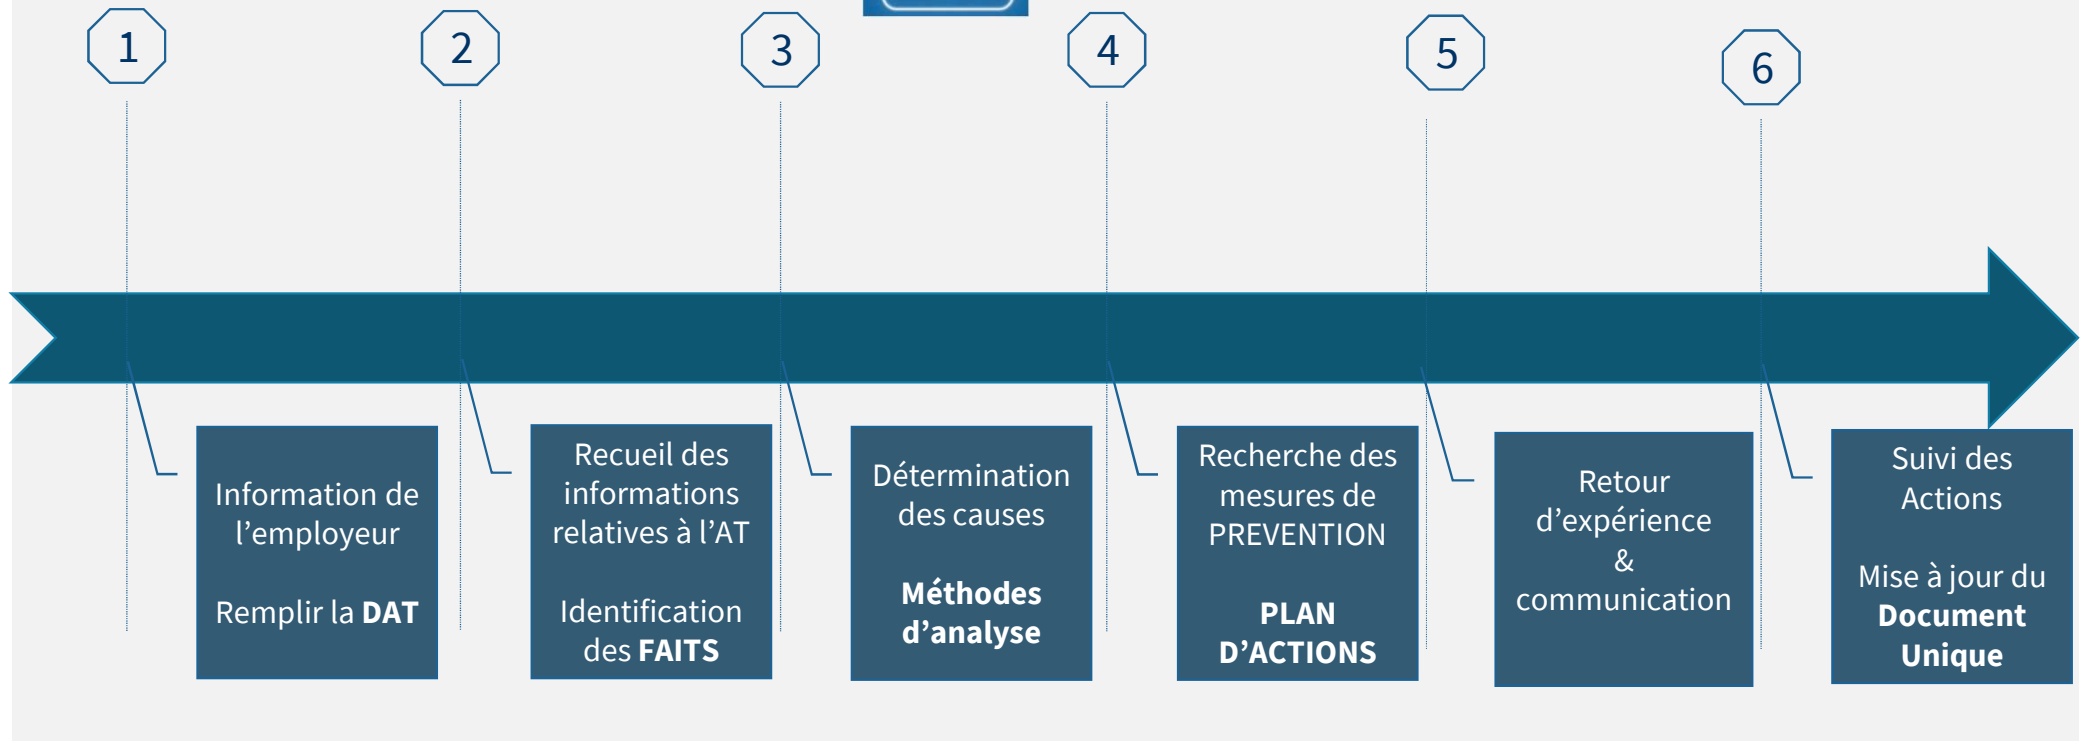 1
2
3
4
5
6
Information de
l’employeur
Remplir la DAT
Recueil des
informations
relatives à l’AT
Identification
des FAITS
Détermination
des causes
Méthodes
d’analyse
Recherche des
mesures de
PREVENTION
PLAN
D’ACTIONS
Retour
d’expérience
&
communication
Suivi des
Actions
Mise à jour du
Document
Unique